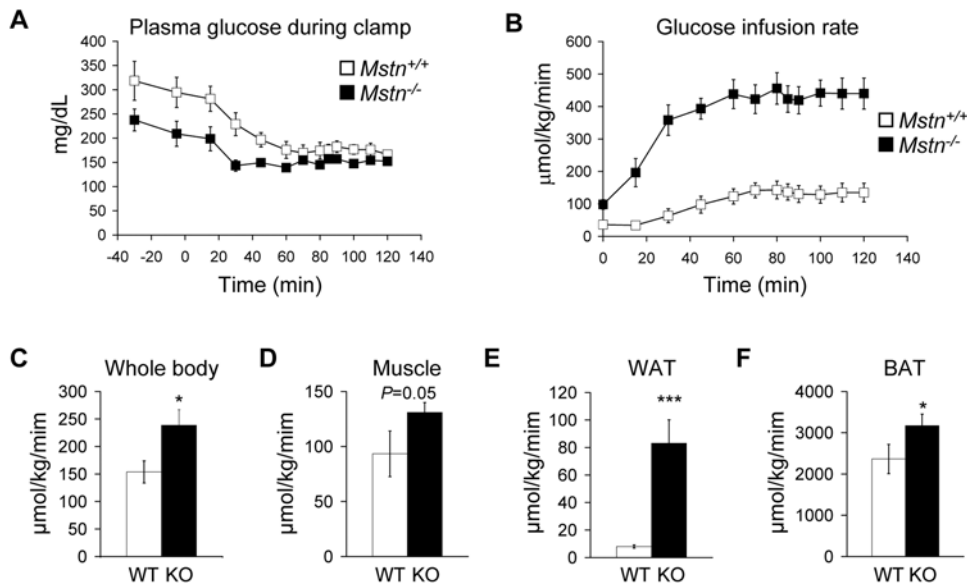 A
Plasma glucose during clamp
mg/dL
400
350
300
250
200
150
100
50
0
-40 -20 0 20 40 60 80 100 120 140
Time (min)
Mstn+/+
Mstn-/-
B
Glucose infusion rate
µmol/kg/mim
600
500
400
300
200
100
0
0 20 40 60 80 100 120 140
Time (min)
Mstn+/+
Mstn-/-
C
Whole body
µmol/kg/mim
300
250
200
150
100
50
0
*
WT KO
D
Muscle
P=0.05
µmol/kg/mim
150
100
50
0
WT KO
E
WAT
µmol/kg/mim
120
100
80
60
40
20
0
***
WT KO
F
BAT
µmol/kg/mim
4000
3000
2000
1000
0
*
WT KO